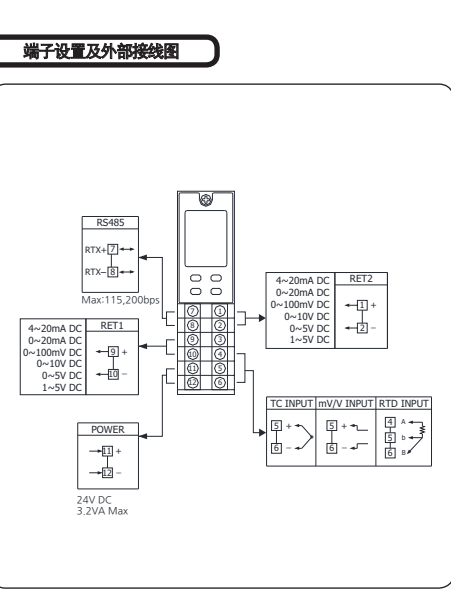 端子设置及外部接线图
RS485
RTX+ 7
RTX− 8
Max:115,200bps
4~20mA DC
0~20mA DC
0~100mV DC
0~10V DC
0~5V DC
1~5V DC
RET1
9 +
10 −
POWER
11 +
12 −
24V DC
3.2VA Max
⑦ ①
⑧ ②
⑨ ③
⑩ ④
⑪ ⑤
⑫ ⑥
4~20mA DC
0~20mA DC
0~100mV DC
0~10V DC
0~5V DC
1~5V DC
RET2
1 +
2 −
TC INPUT
5 +
6 −
mV/V INPUT
5 +
6 −
RTD INPUT
4 A
5 b
6 B